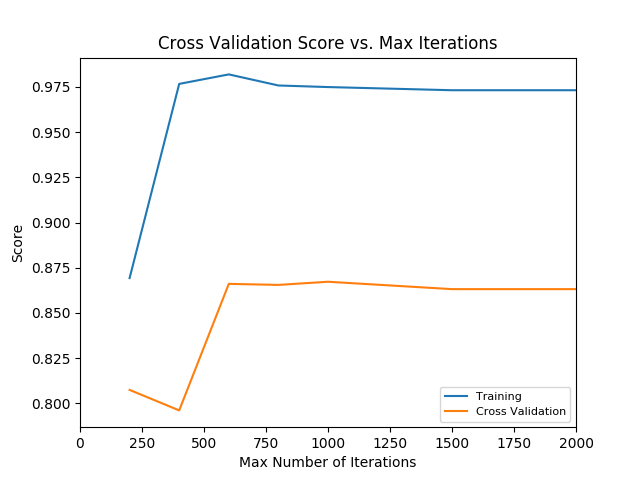 Cross Validation Score vs. Max Iterations
0.975
0.950
0.925
0.900
0.875
0.850
0.825
0.800
Score
Training
Cross Validation
0 250 500 750 1000 1250 1500 1750 2000
Max Number of Iterations